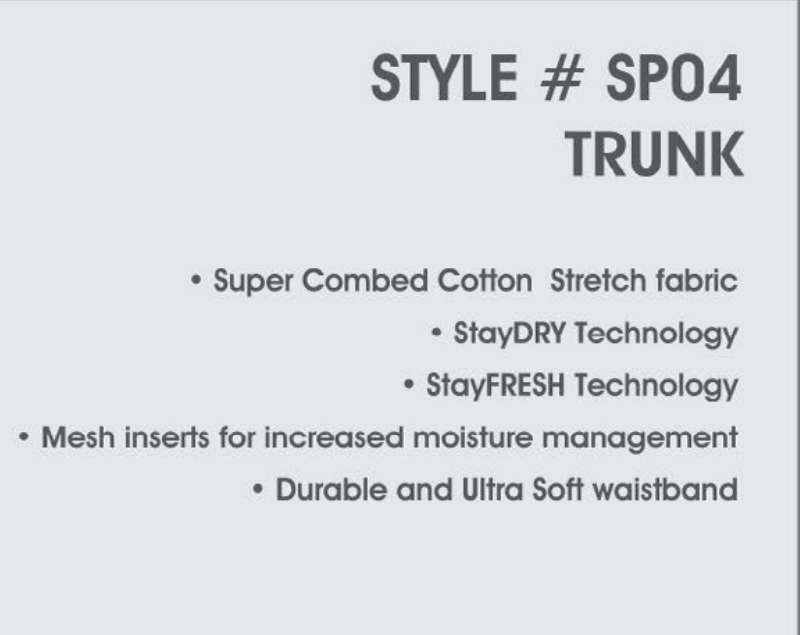 STYLE # SP04
TRUNK
• Super Combed Cotton Stretch fabric
• StayDRY Technology
• StayFRESH Technology
• Mesh inserts for increased moisture management
• Durable and Ultra Soft waistband